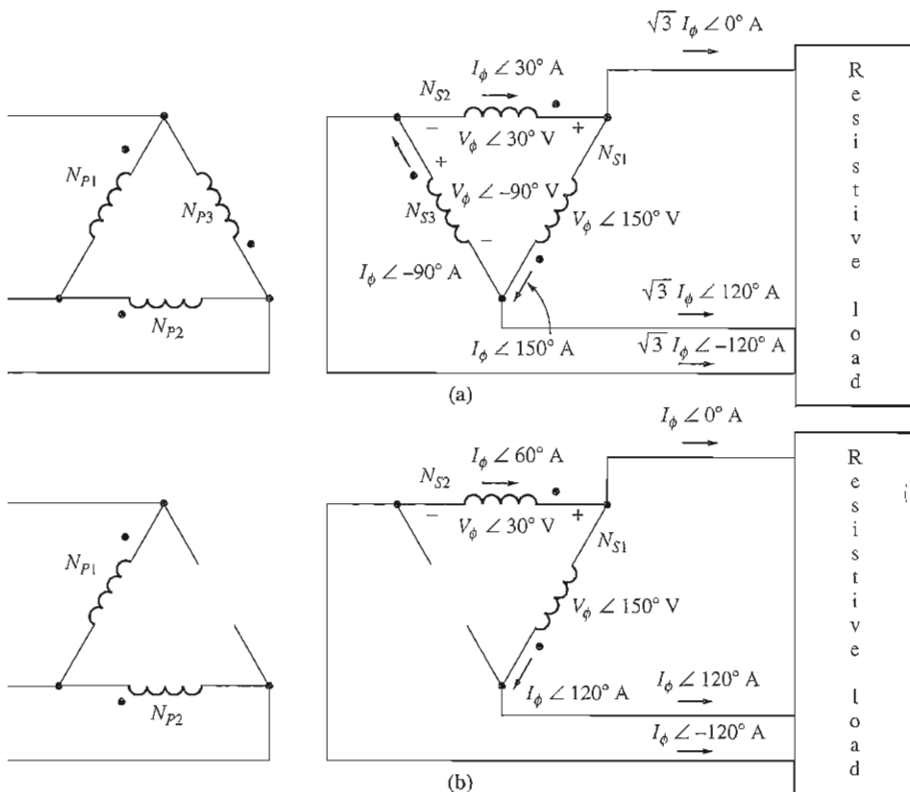 √3 I_ϕ ∠0° A
I_ϕ ∠30° A
N_S2
V_ϕ ∠30° V
N_P1
N_P3
N_P2
N_S1
V_ϕ ∠–90° V
N_S3
V_ϕ ∠150° V
I_ϕ ∠–90° A
√3 I_ϕ ∠120° A
I_ϕ ∠150° A
√3 I_ϕ ∠–120° A
Resistive load
(a)
I_ϕ ∠0° A
I_ϕ ∠60° A
N_S2
V_ϕ ∠30° V
N_P1
N_S1
V_ϕ ∠150° V
N_P2
I_ϕ ∠120° A
I_ϕ ∠120° A
I_ϕ ∠–120° A
Resistive load
(b)